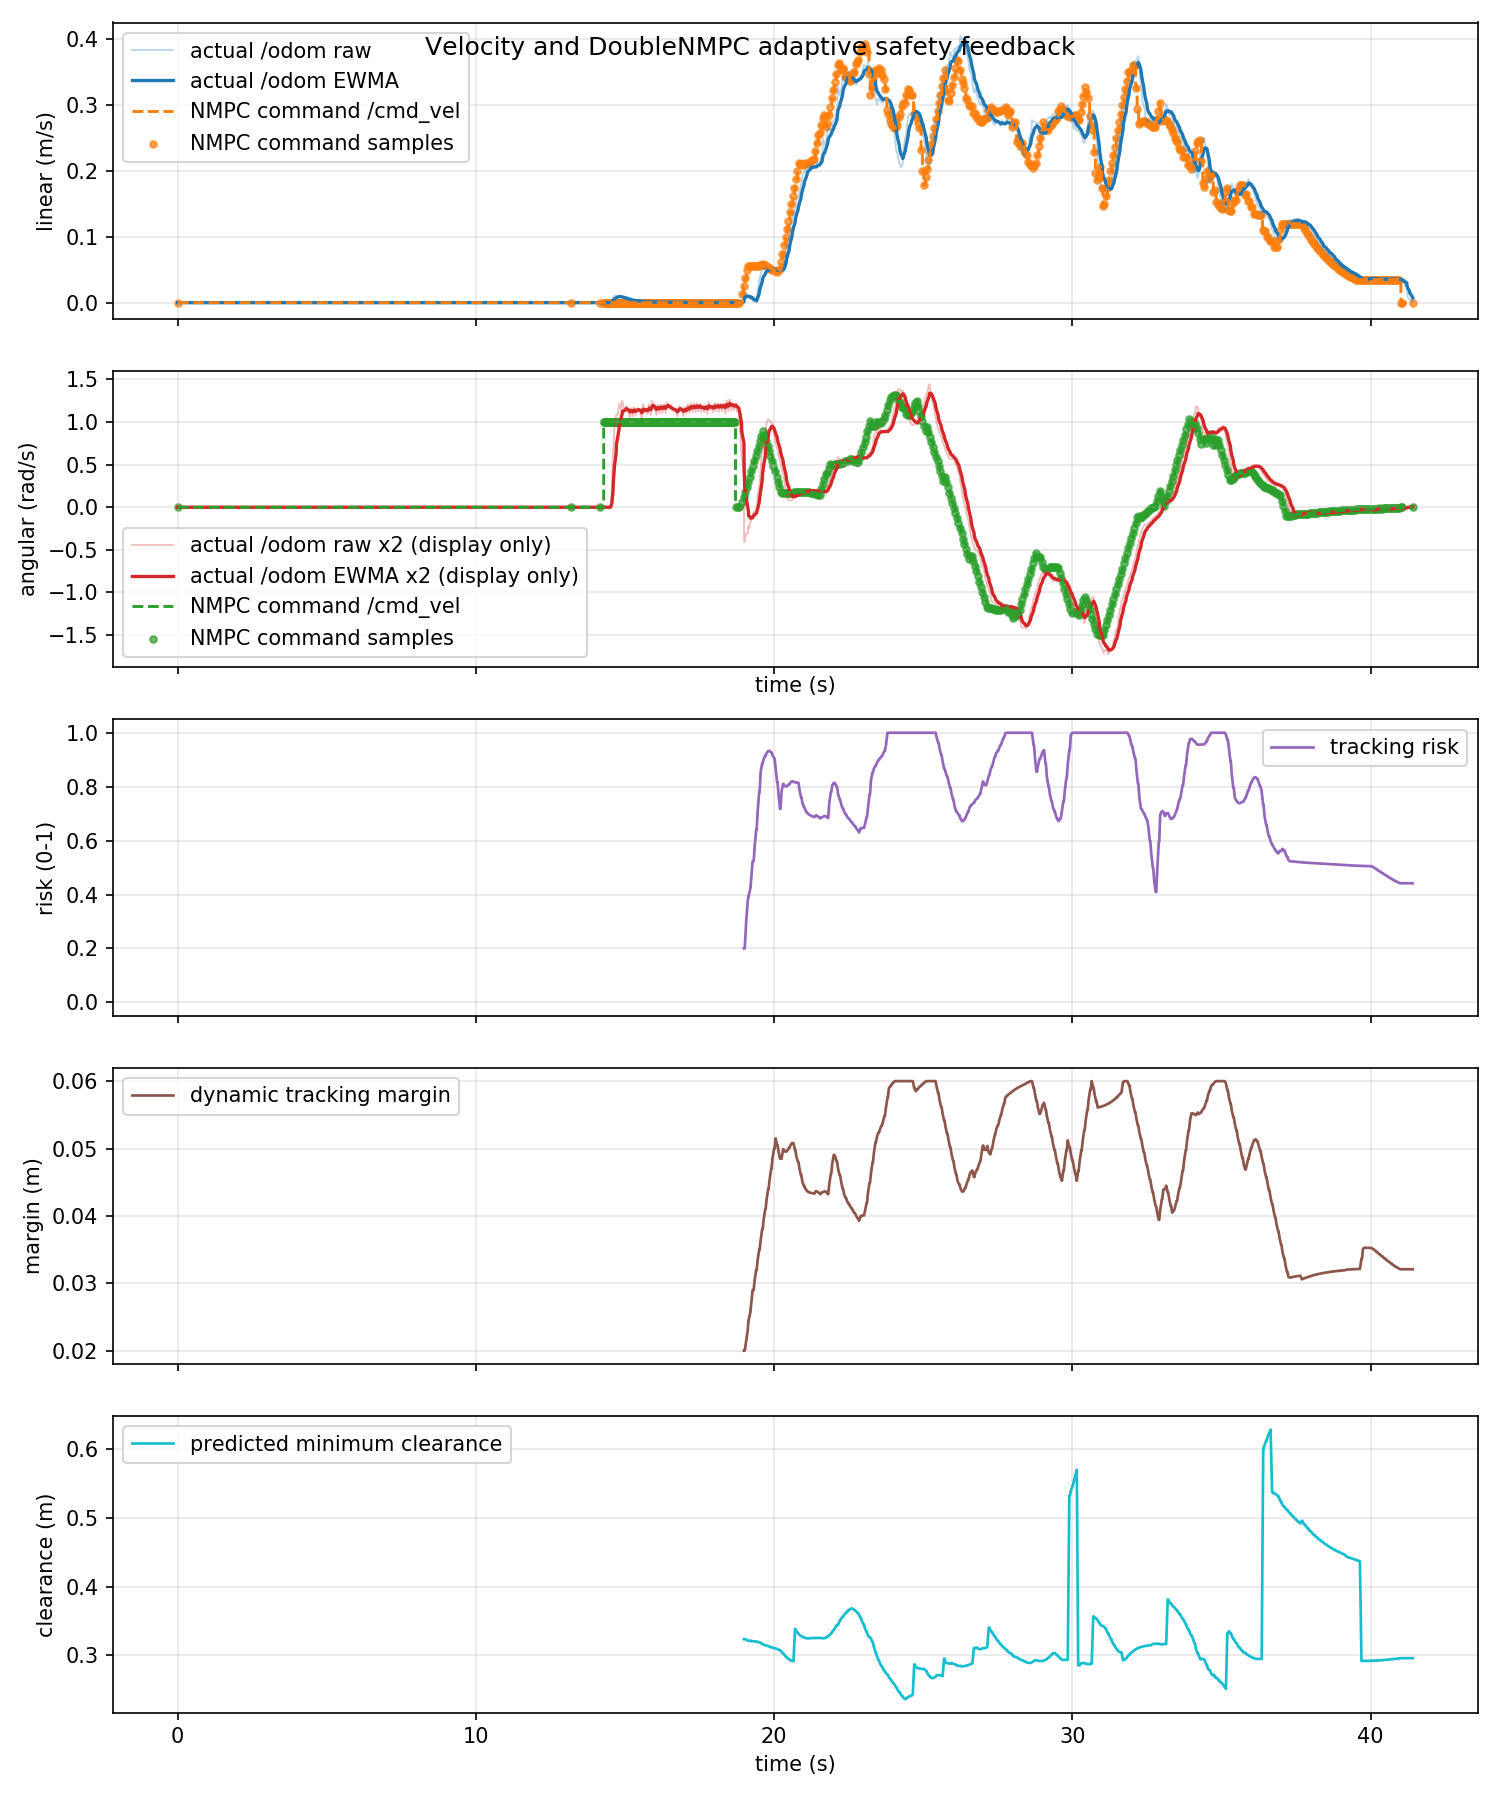 Velocity and DoubleNMPC adaptive safety feedback
actual /odom raw
actual /odom EWMA
NMPC command /cmd_vel
NMPC command samples
linear (m/s)
0.4
0.3
0.2
0.1
0.0
angular (rad/s)
1.5
1.0
0.5
0.0
−0.5
−1.0
−1.5
actual /odom raw x2 (display only)
actual /odom EWMA x2 (display only)
NMPC command /cmd_vel
NMPC command samples
time (s)
tracking risk
risk (0-1)
1.0
0.8
0.6
0.4
0.2
0.0
dynamic tracking margin
margin (m)
0.06
0.05
0.04
0.03
0.02
predicted minimum clearance
clearance (m)
0.6
0.5
0.4
0.3
0 10 20 30 40
time (s)